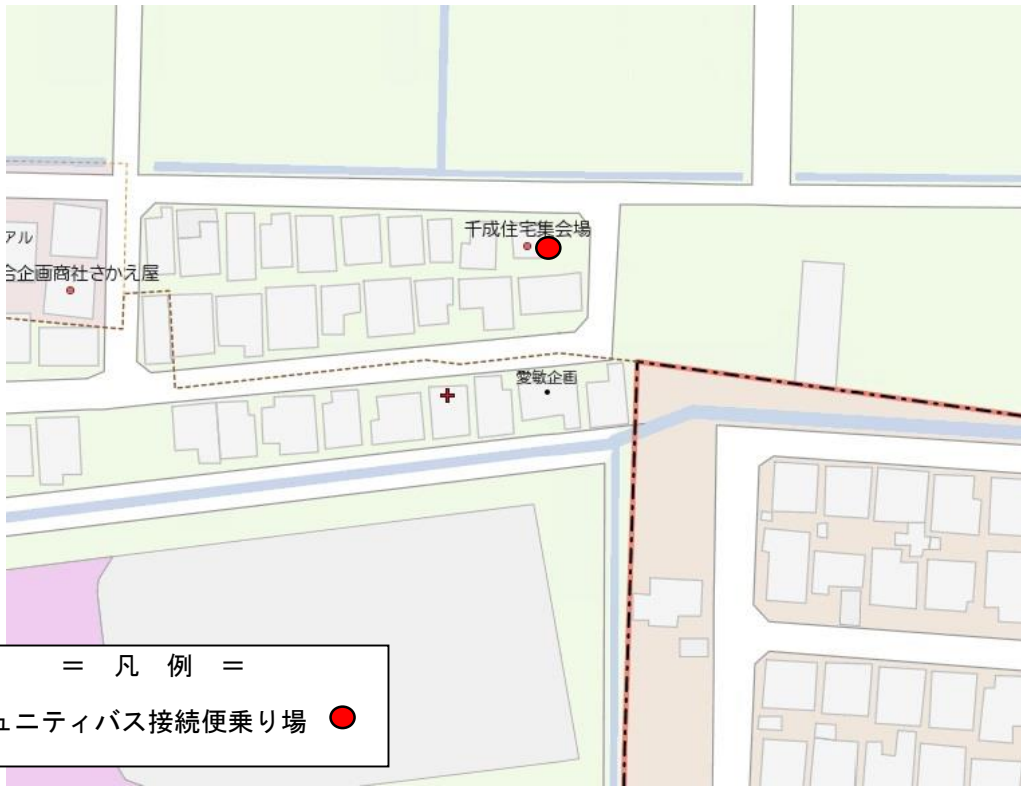 千成住宅集会場
アル
合企画商社さかえ屋
愛敏企画
＝ 凡 例 ＝
ュニティバス接続便乗り場